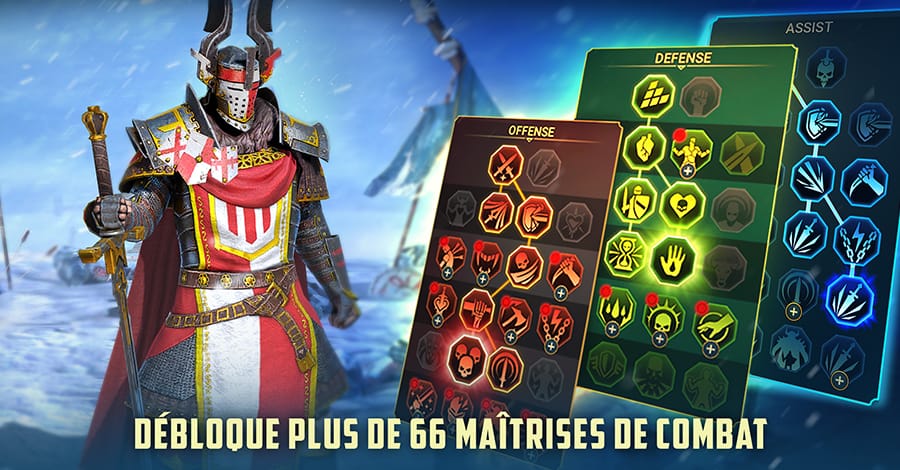 OFFENSE
DEFENSE
ASSIST
DÉBLOQUE PLUS DE 66 MAÎTRISES DE COMBAT